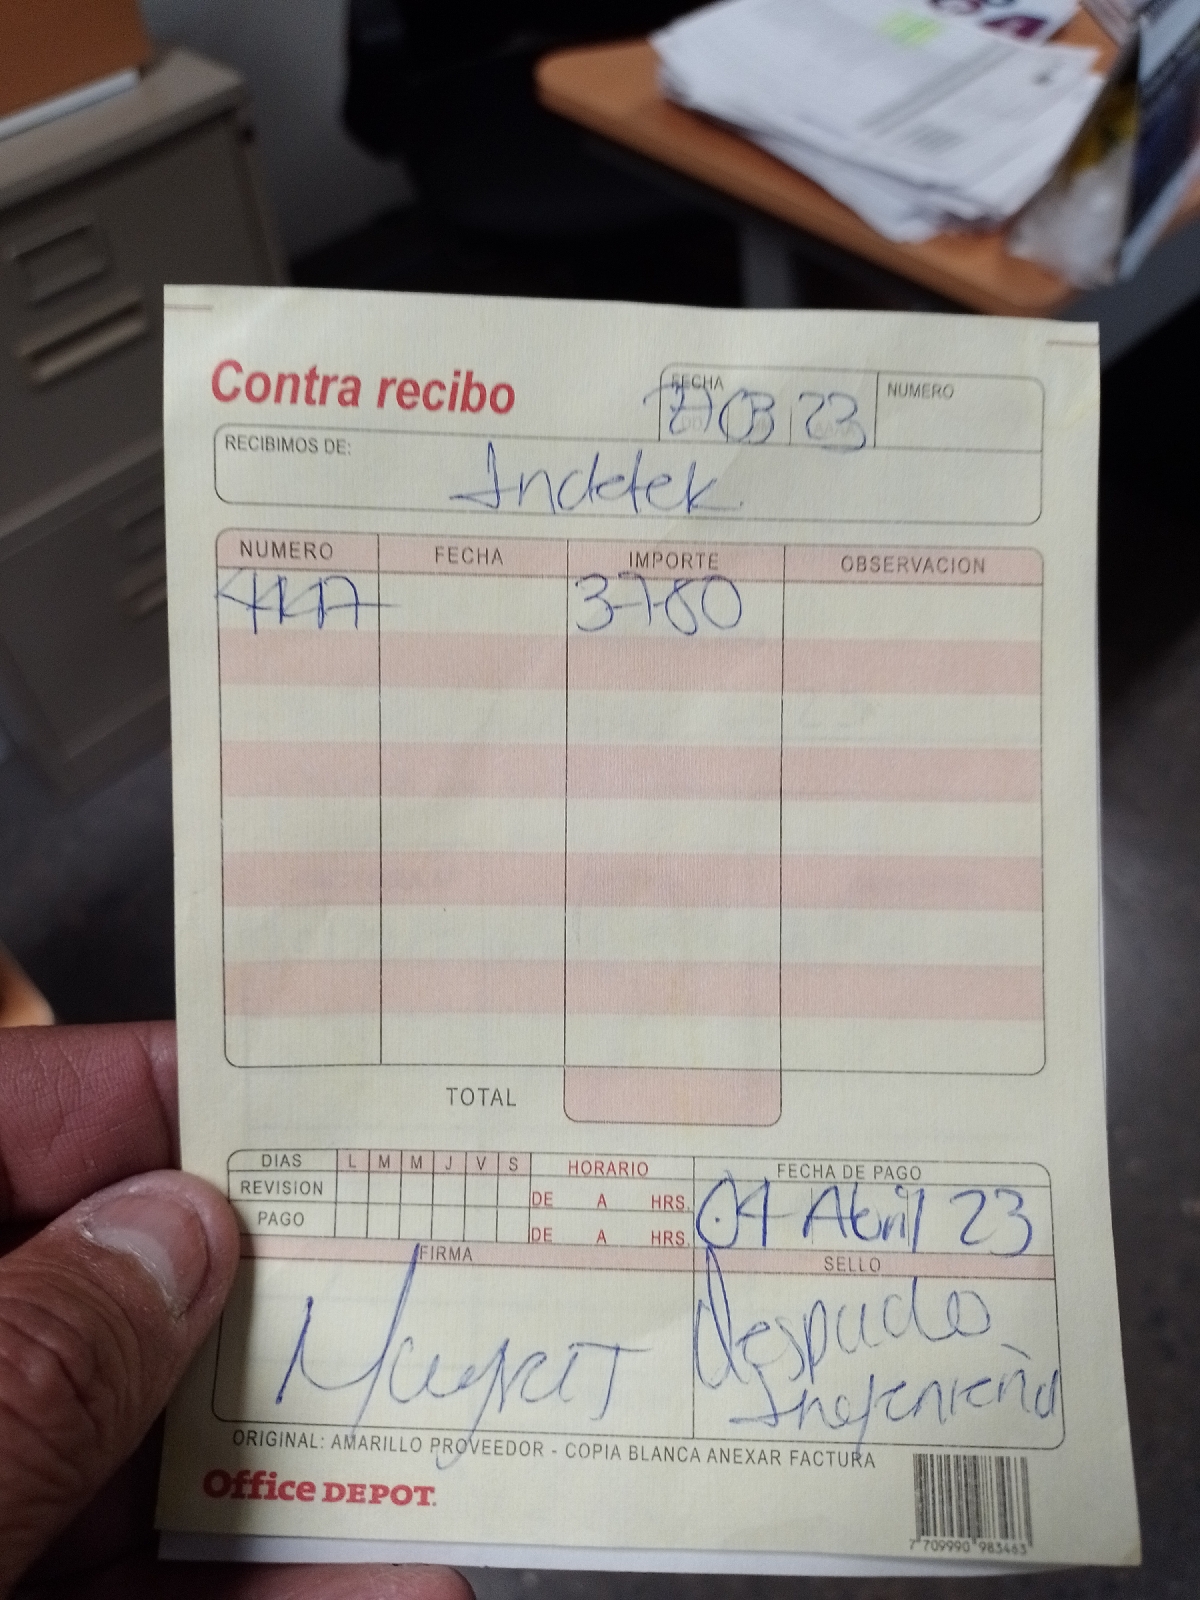 Contra recibo
FECHA
NUMERO
03 23
RECIBIMOS DE:
Indetek
NUMERO FECHA IMPORTE OBSERVACION
3780
TOTAL
DIAS L M M J V S HORARIO FECHA DE PAGO
REVISION DE A HRS. 04 Abril 23
PAGO DE A HRS.
FIRMA SELLO
ORIGINAL: AMARILLO PROVEEDOR - COPIA BLANCA ANEXAR FACTURA
Office DEPOT.
7 709990 983463